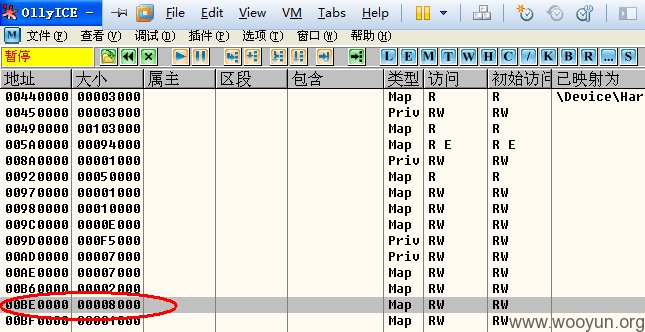 OllyICE - File Edit View VM Tabs Help
M 文件(F) 查看(V) 调试(D) 插件(P) 选项(T) 窗口(W) 帮助(H)
暂停 L E M T W H C / K B R ... S
地址 大小 属主 区段 包含 类型 访问 初始访问 已映射为
00440000 00003000 Map R R \Device\Har
00450000 00003000 Priv RW RW
00490000 00103000 Map R R
005A0000 00094000 Map R E R E
008A0000 00001000 Priv RW RW
00920000 00050000 Map R R
00970000 00001000 Map RW RW
00980000 00010000 Map RW RW
009C0000 0000E000 Map RW RW
009D0000 000F5000 Priv RW RW
00AD0000 00007000 Priv RW RW
00AE0000 00007000 Map RW RW
00B60000 00002000 Map RW RW
00BE0000 00008000 Map RW RW
00BF0000 00001000 Map RW RW
www.wooyun.org